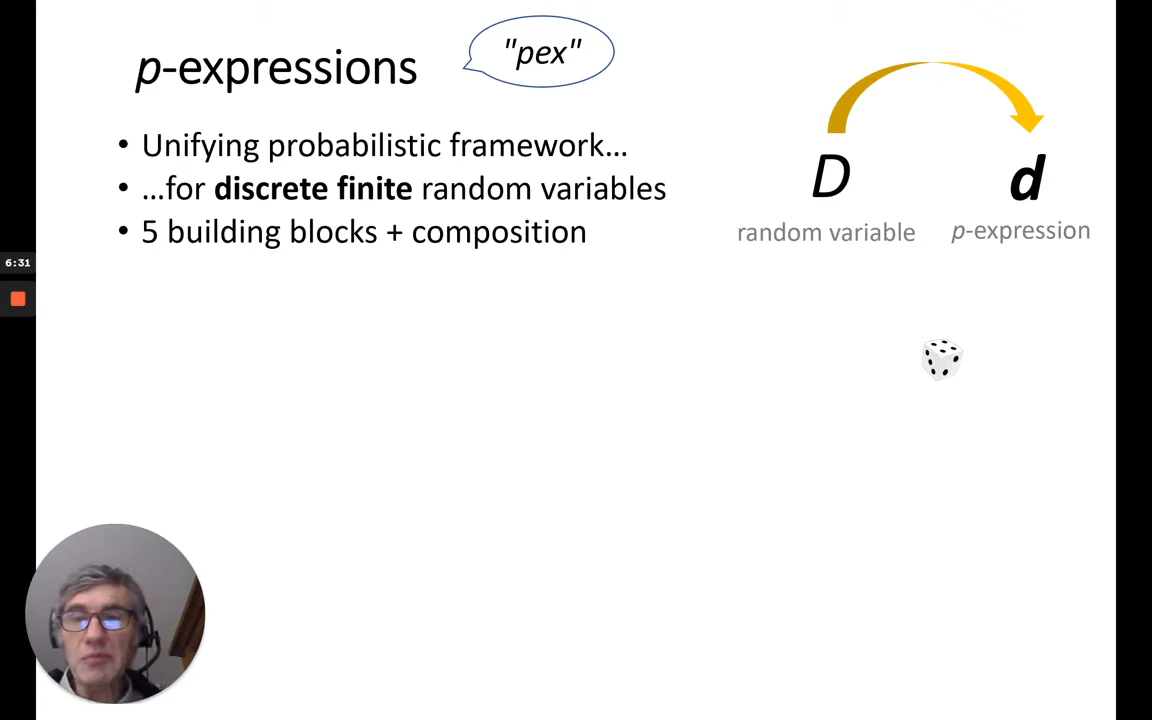 p-expressions
"pex"
• Unifying probabilistic framework…
• …for discrete finite random variables
• 5 building blocks + composition
D
d
random variable
p-expression
6:31